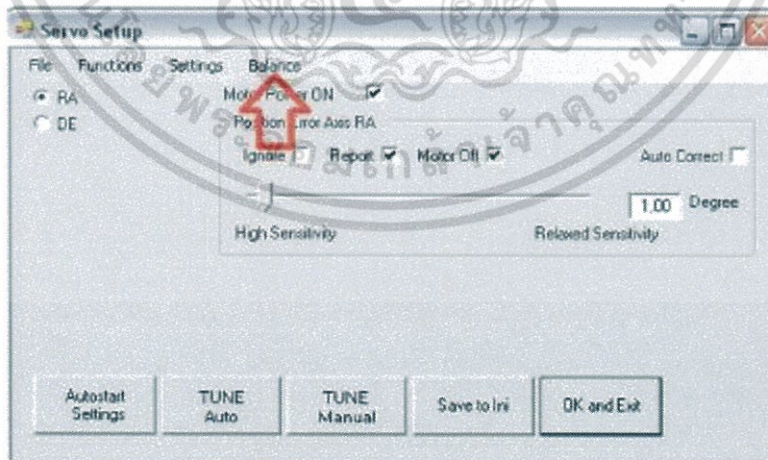 Servo Setup
File Functions Settings Balance
RA Motor Power ON
DE Position Error Axis RA
Ignore Report Motor Off Auto Correct
1.00 Degree
High Sensitivity Relaxed Sensitivity
Autostart Settings TUNE Auto TUNE Manual Save to Ini OK and Exit